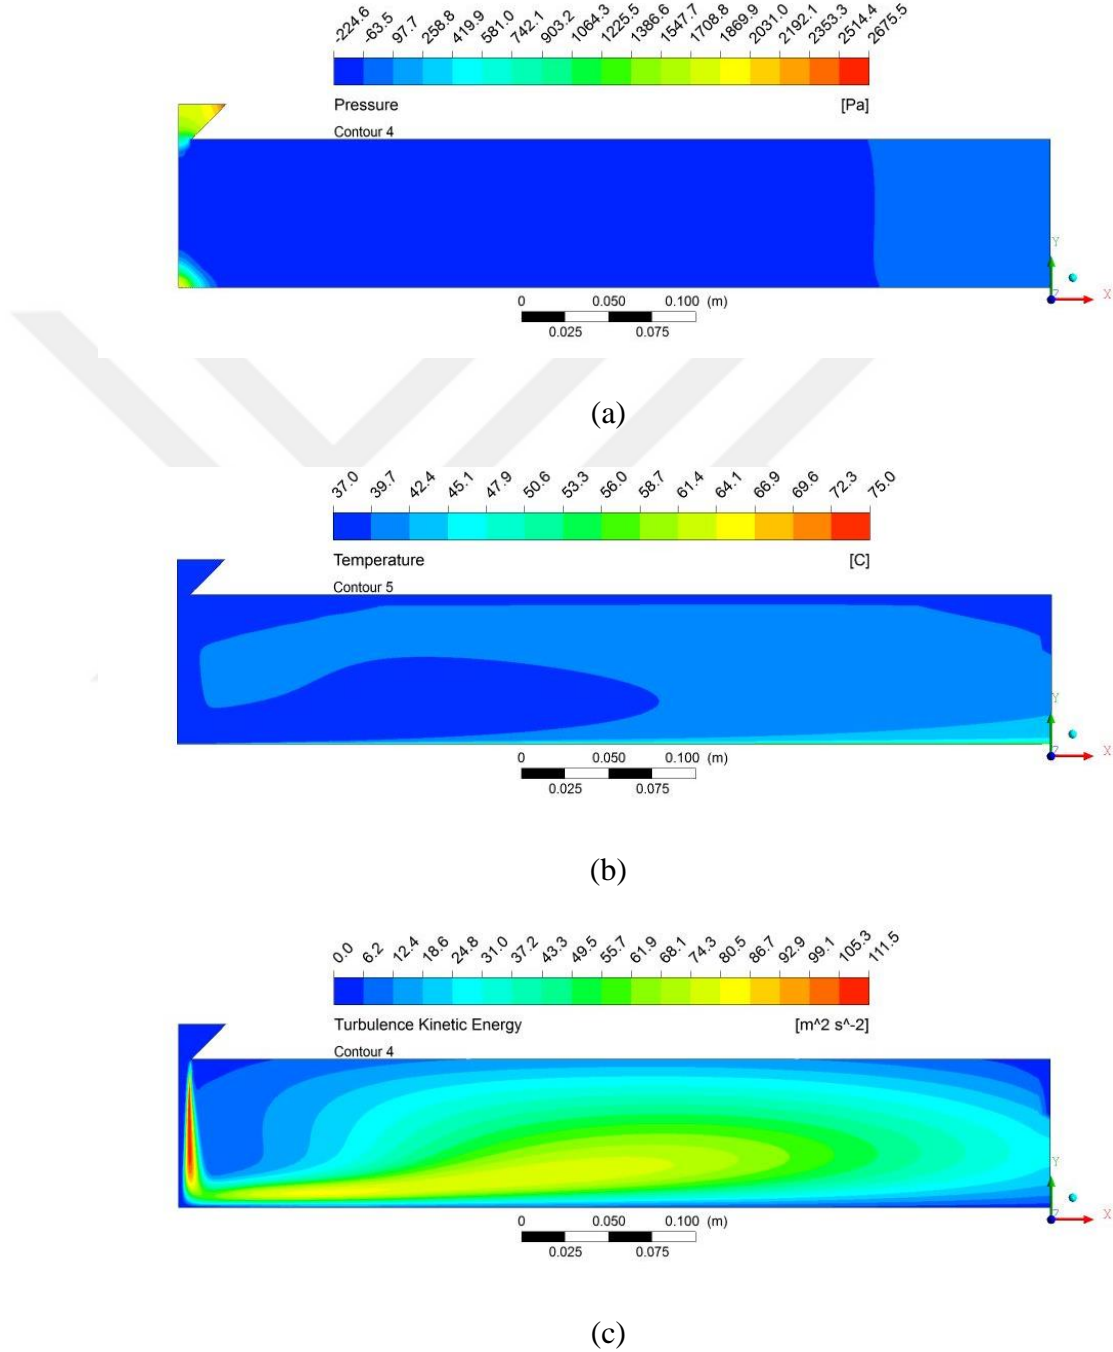 -224.6 -63.5 97.7 258.8 419.9 581.0 742.1 903.2 1064.3 1225.5 1386.6 1547.7 1708.8 1869.9 2031.0 2192.1 2353.3 2514.4 2675.5
Pressure [Pa]
Contour 4
Y
Z X
0 0.050 0.100 (m)
0.025 0.075
(a)
37.0 39.7 42.4 45.1 47.9 50.6 53.3 56.0 58.7 61.4 64.1 66.9 69.6 72.3 75.0
Temperature [C]
Contour 5
Y
Z X
0 0.050 0.100 (m)
0.025 0.075
(b)
0.0 6.2 12.4 18.6 24.8 31.0 37.2 43.3 49.5 55.7 61.9 68.1 74.3 80.5 86.7 92.9 99.1 105.3 111.5
Turbulence Kinetic Energy [m^2 s^-2]
Contour 4
Y
Z X
0 0.050 0.100 (m)
0.025 0.075
(c)